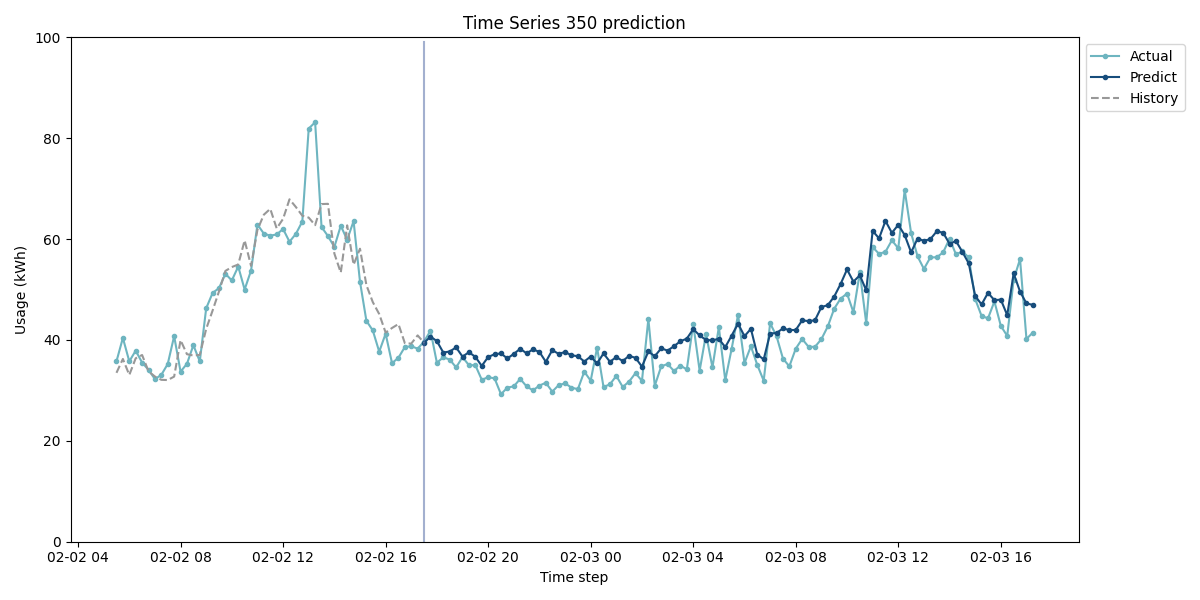 Time Series 350 prediction
100
80
60
40
20
0
Usage (kWh)
02-02 04
02-02 08
02-02 12
02-02 16
02-02 20
02-03 00
02-03 04
02-03 08
02-03 12
02-03 16
Time step
Actual
Predict
History